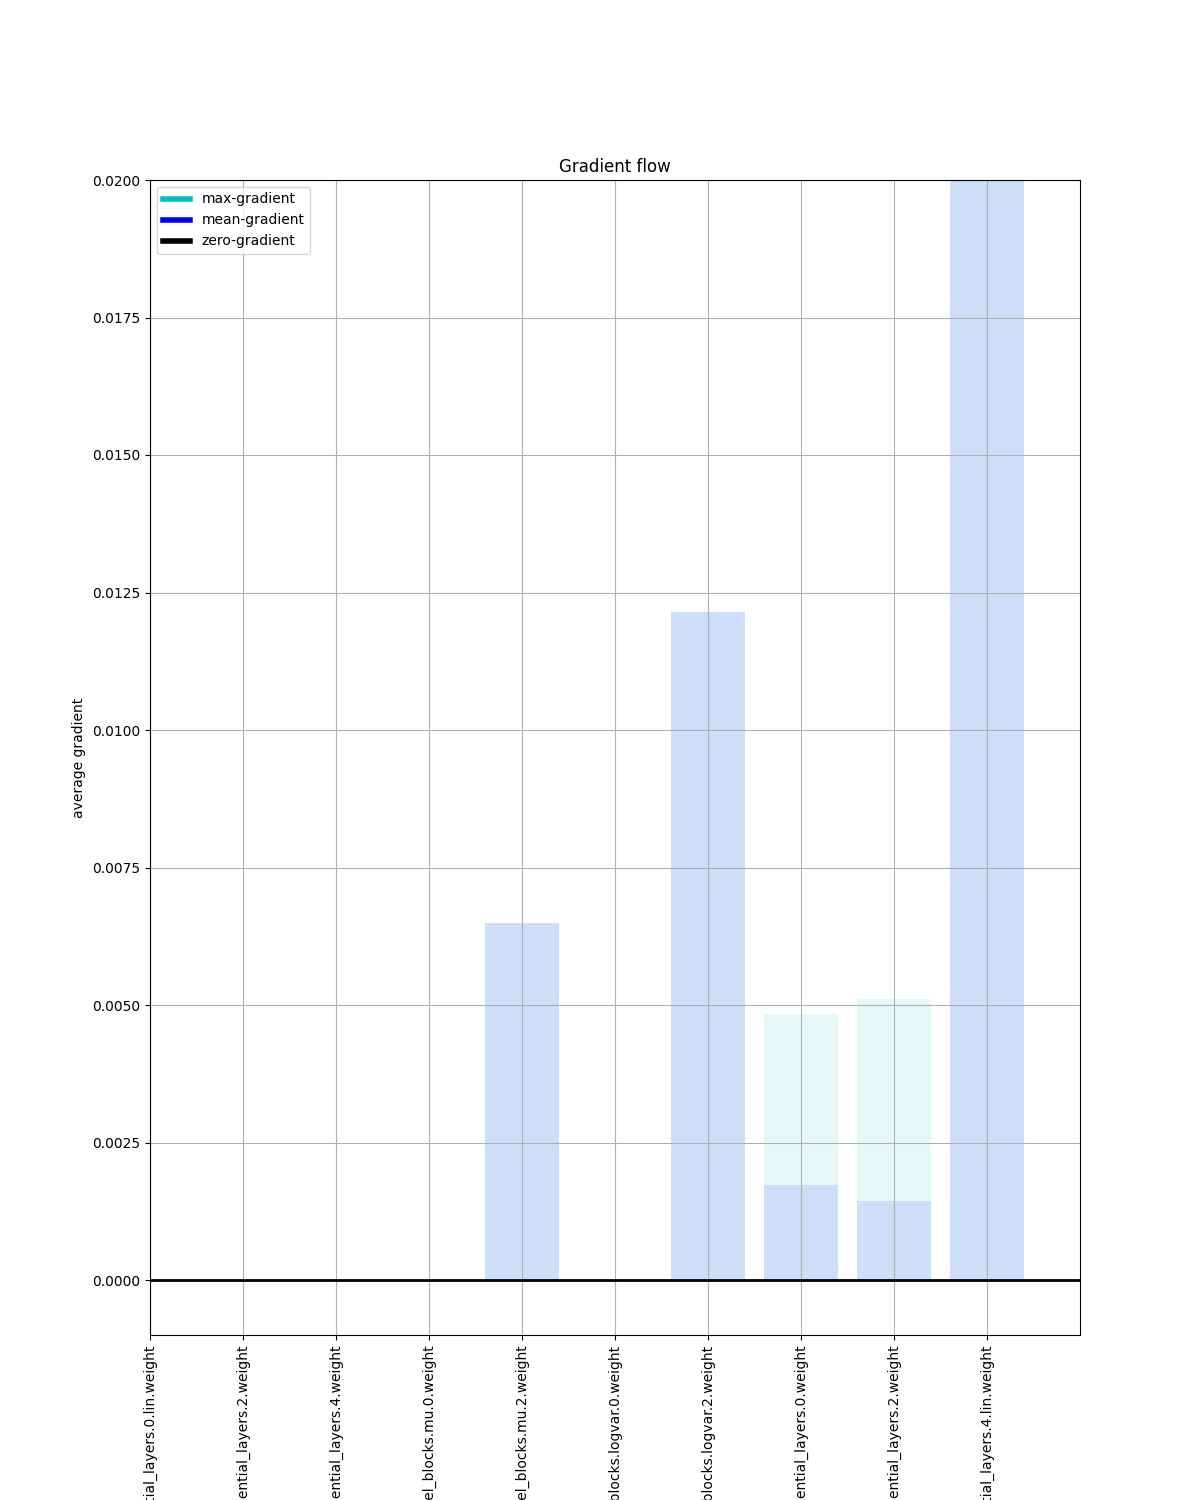 Gradient flow
max-gradient
mean-gradient
zero-gradient
0.0200
0.0175
0.0150
0.0125
0.0100
0.0075
0.0050
0.0025
0.0000
average gradient
tial_layers.0.lin.weight
ential_layers.2.weight
ential_layers.4.weight
el_blocks.mu.0.weight
el_blocks.mu.2.weight
blocks.logvar.0.weight
blocks.logvar.2.weight
ential_layers.0.weight
ential_layers.2.weight
tial_layers.4.lin.weight